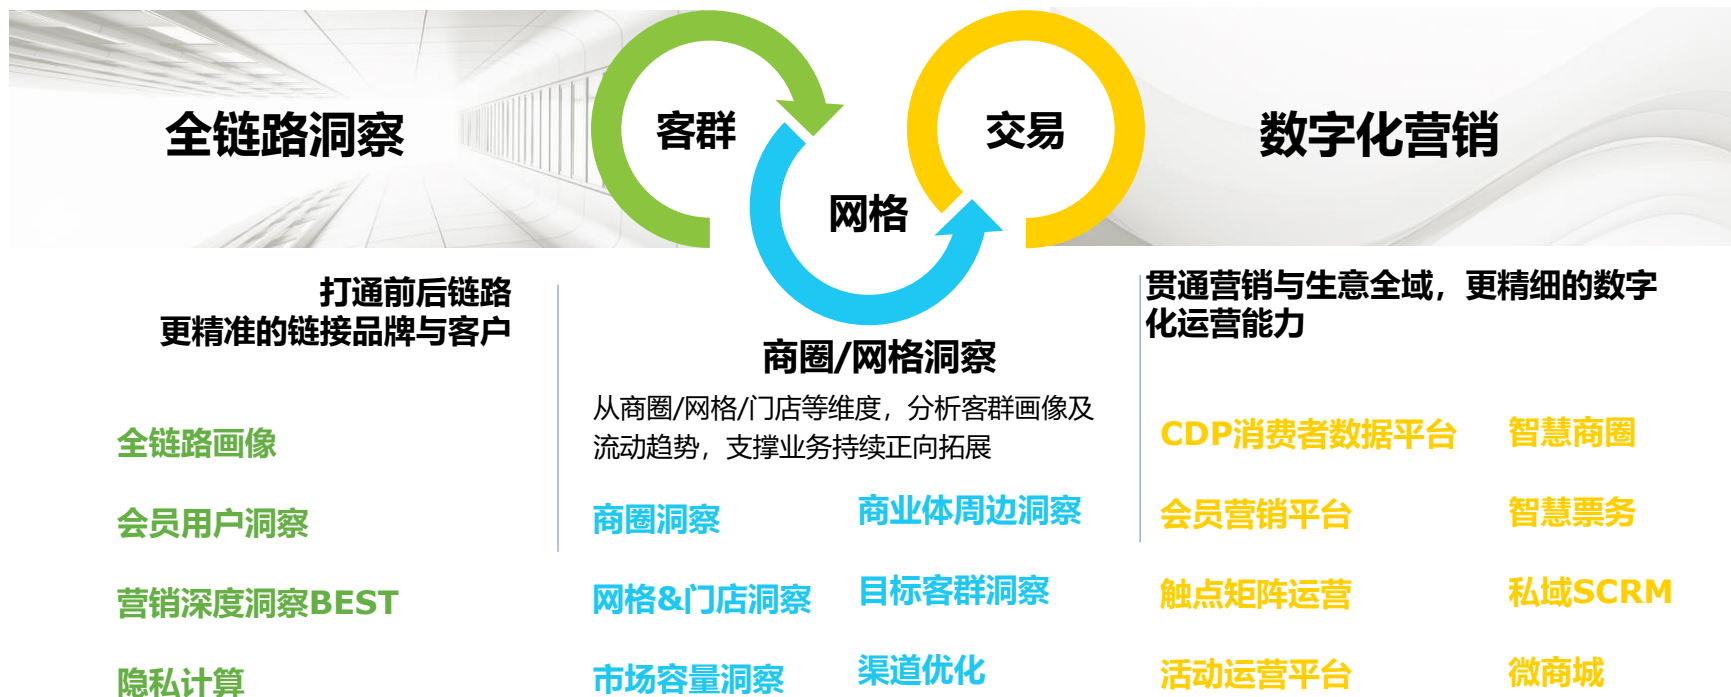 全链路洞察
客群
网格
交易
数字化营销
打通前后链路
更精准的链接品牌与客户
全链路画像
会员用户洞察
营销深度洞察BEST
隐私计算
商圈/网格洞察
从商圈/网格/门店等维度，分析客群画像及
流动趋势，支撑业务持续正向拓展
商圈洞察
商业体周边洞察
网格&门店洞察
目标客群洞察
市场容量洞察
渠道优化
贯通营销与生意全域，更精细的数字
化运营能力
CDP消费者数据平台
智慧商圈
会员营销平台
智慧票务
触点矩阵运营
私域SCRM
活动运营平台
微商城